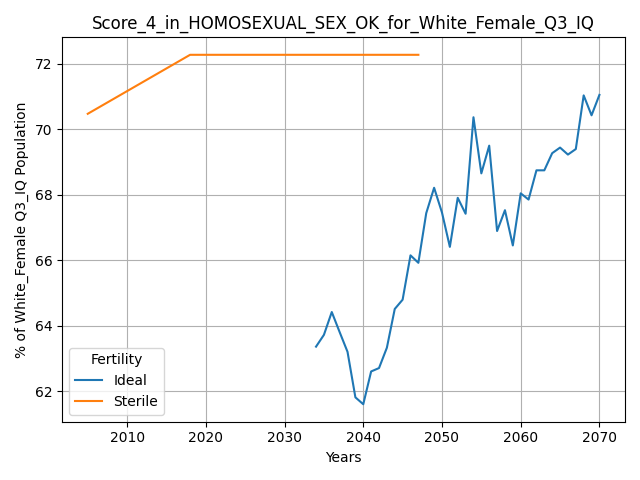 Score_4_in_HOMOSEXUAL_SEX_OK_for_White_Female_Q3_IQ
% of White_Female Q3_IQ Population
72
70
68
66
64
62
Fertility
Ideal
Sterile
2010 2020 2030 2040 2050 2060 2070
Years